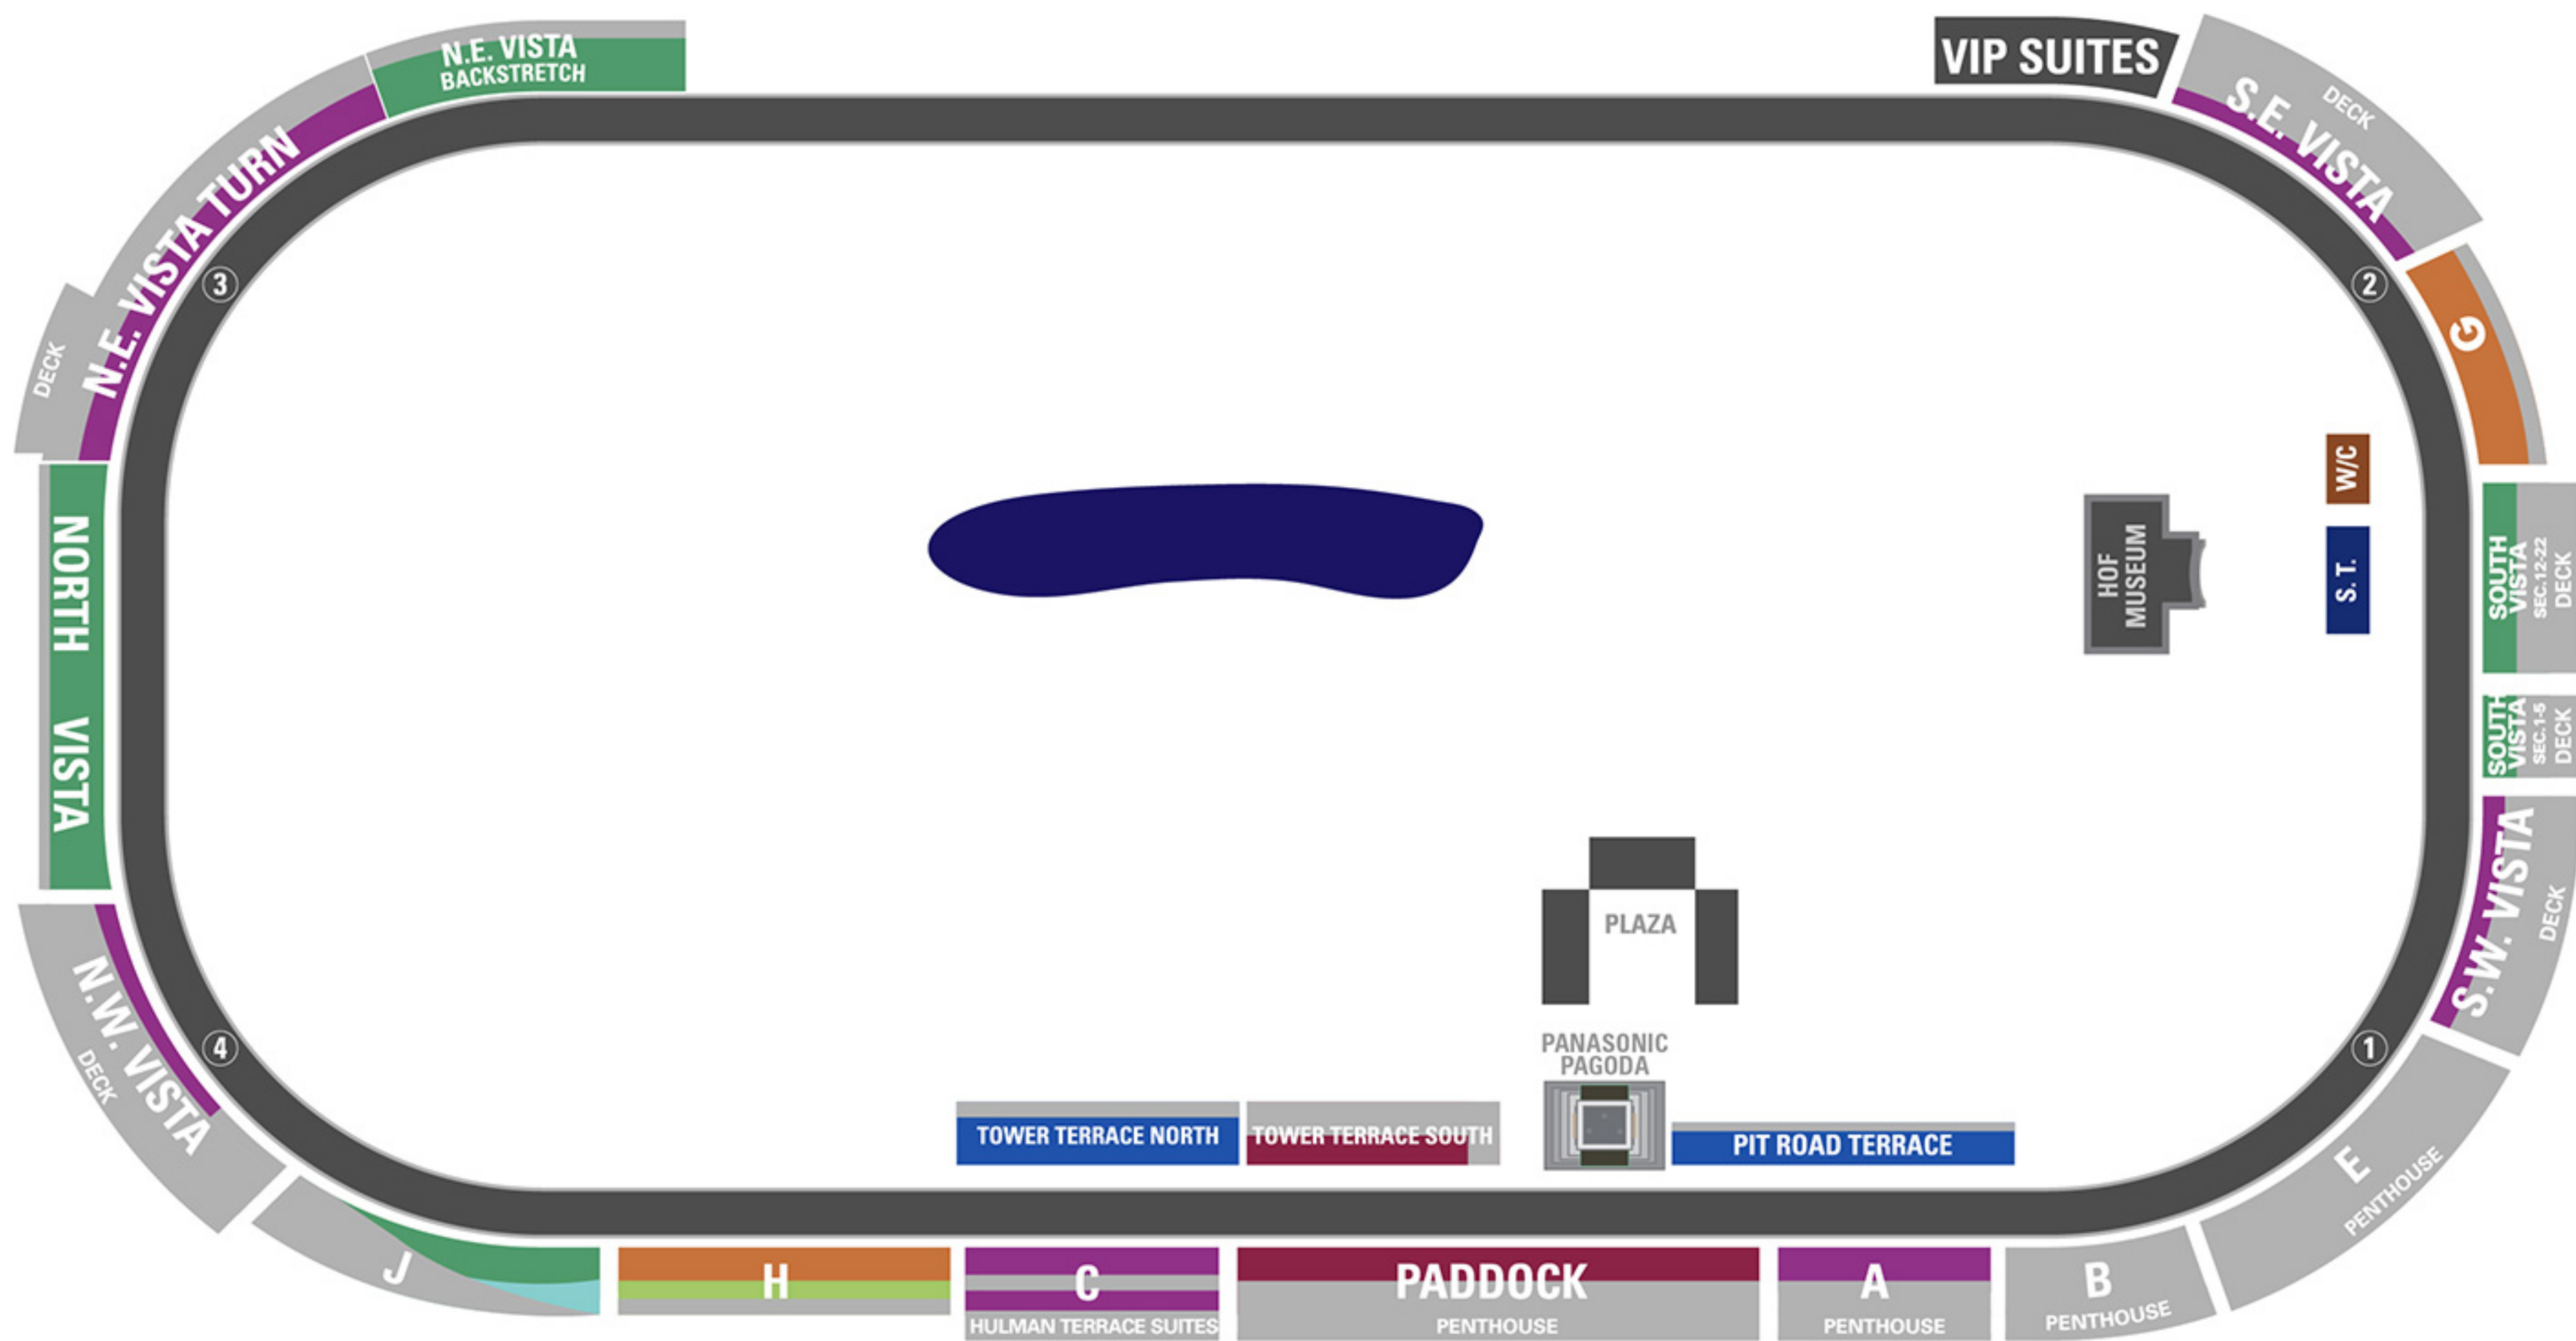 N.E. VISTA
BACKSTRETCH
VIP SUITES
DECK
S.E. VISTA
N.E. VISTA TURN
DECK
3
2
G
W/C
S. T.
HOF
MUSEUM
NORTH VISTA
SOUTH
VISTA
SEC.12-22
DECK
SOUTH
VISTA
SEC.1-5
DECK
S.W. VISTA
DECK
PLAZA
N.W. VISTA
DECK
4
1
PANASONIC
PAGODA
TOWER TERRACE NORTH
TOWER TERRACE SOUTH
PIT ROAD TERRACE
E
PENTHOUSE
J
H
C
HULMAN TERRACE SUITES
PADDOCK
PENTHOUSE
A
PENTHOUSE
B
PENTHOUSE